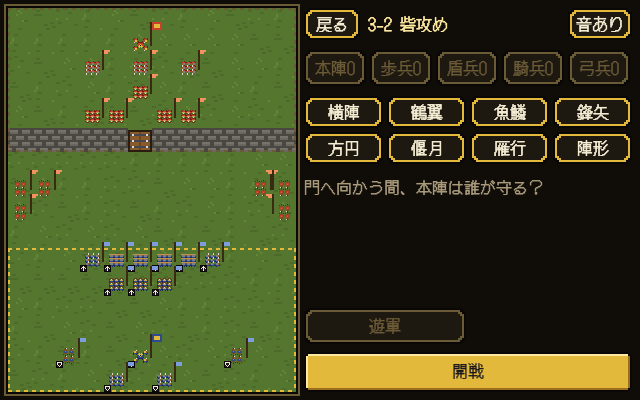 戻る 3-2 砦攻め 音あり
本陣0 歩兵0 盾兵0 騎兵0 弓兵0
横陣 鶴翼 魚鱗 鋒矢
方円 偃月 雁行 陣形
門へ向かう間、本陣は誰が守る？
遊軍
開戦